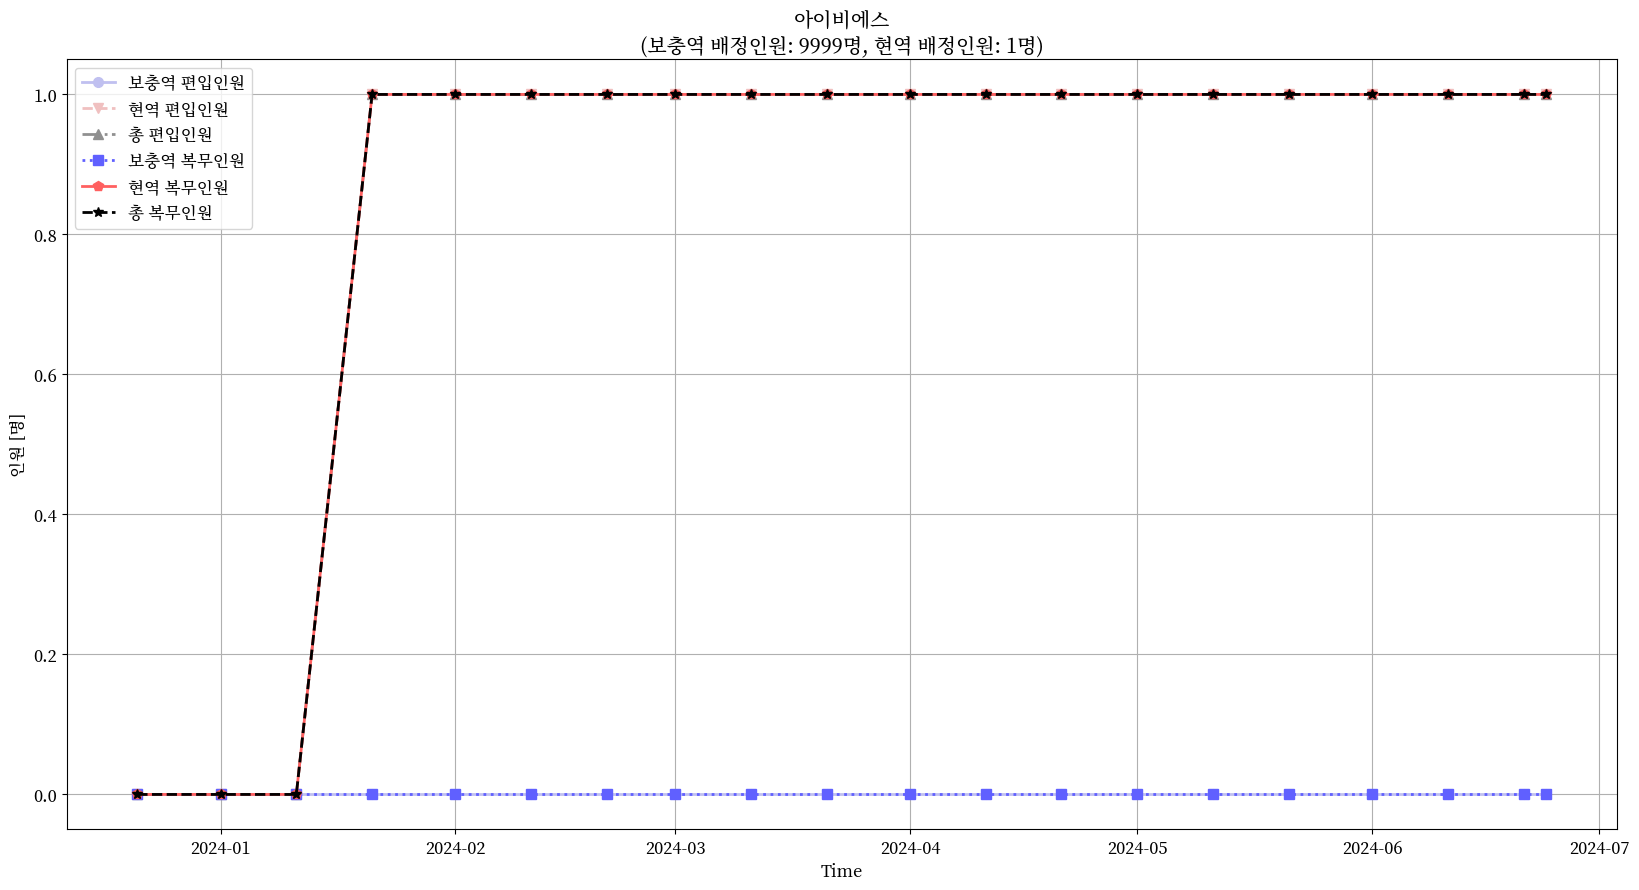 아이비에스
(보충역 배정인원: 9999명, 현역 배정인원: 1명)
보충역 편입인원
현역 편입인원
총 편입인원
보충역 복무인원
현역 복무인원
총 복무인원
1.0
0.8
0.6
0.4
0.2
0.0
인원 [명]
2024-01
2024-02
2024-03
2024-04
2024-05
2024-06
2024-07
Time